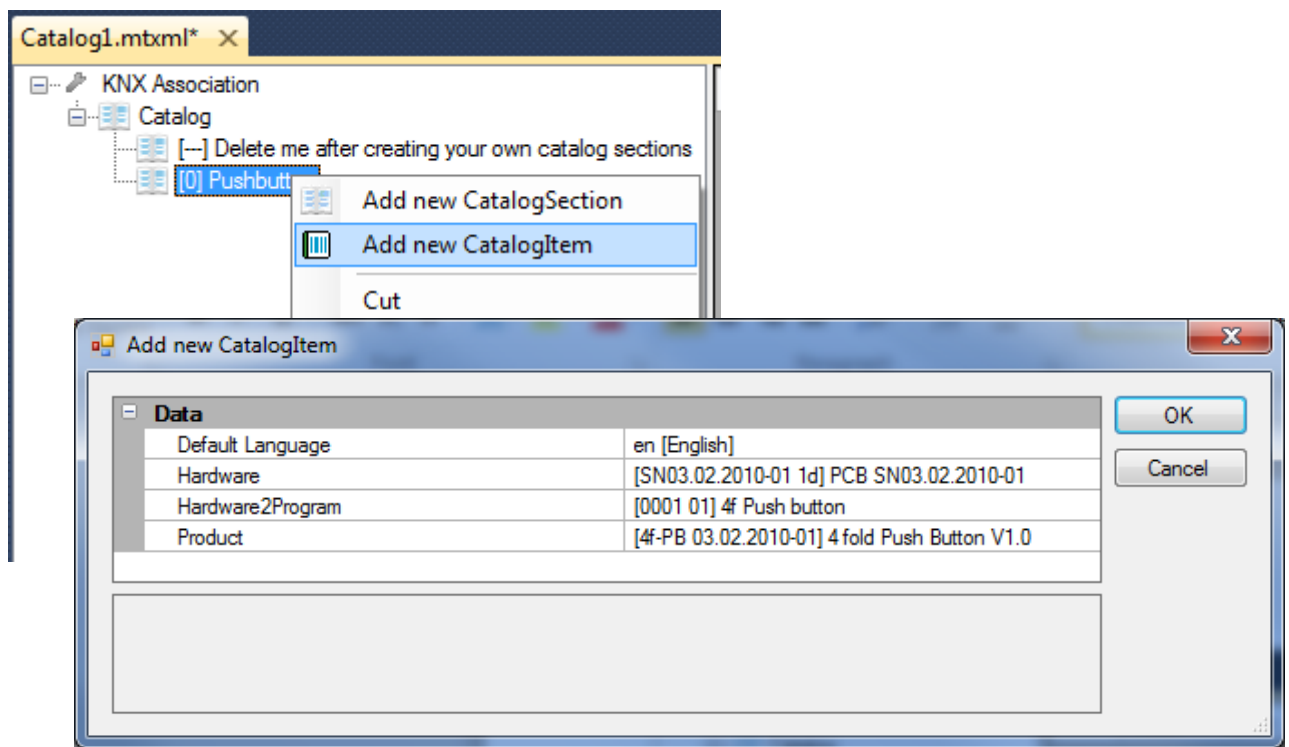 Catalog1.mtxml*
KNX Association
Catalog
[---] Delete me after creating your own catalog sections
[0] Pushbutt
Add new CatalogSection
Add new CatalogItem
Cut
Add new CatalogItem
Data
Default Language en [English]
Hardware [SN03.02.2010-01 1d] PCB SN03.02.2010-01
Hardware2Program [0001 01] 4f Push button
Product [4f-PB 03.02.2010-01] 4 fold Push Button V1.0
OK
Cancel